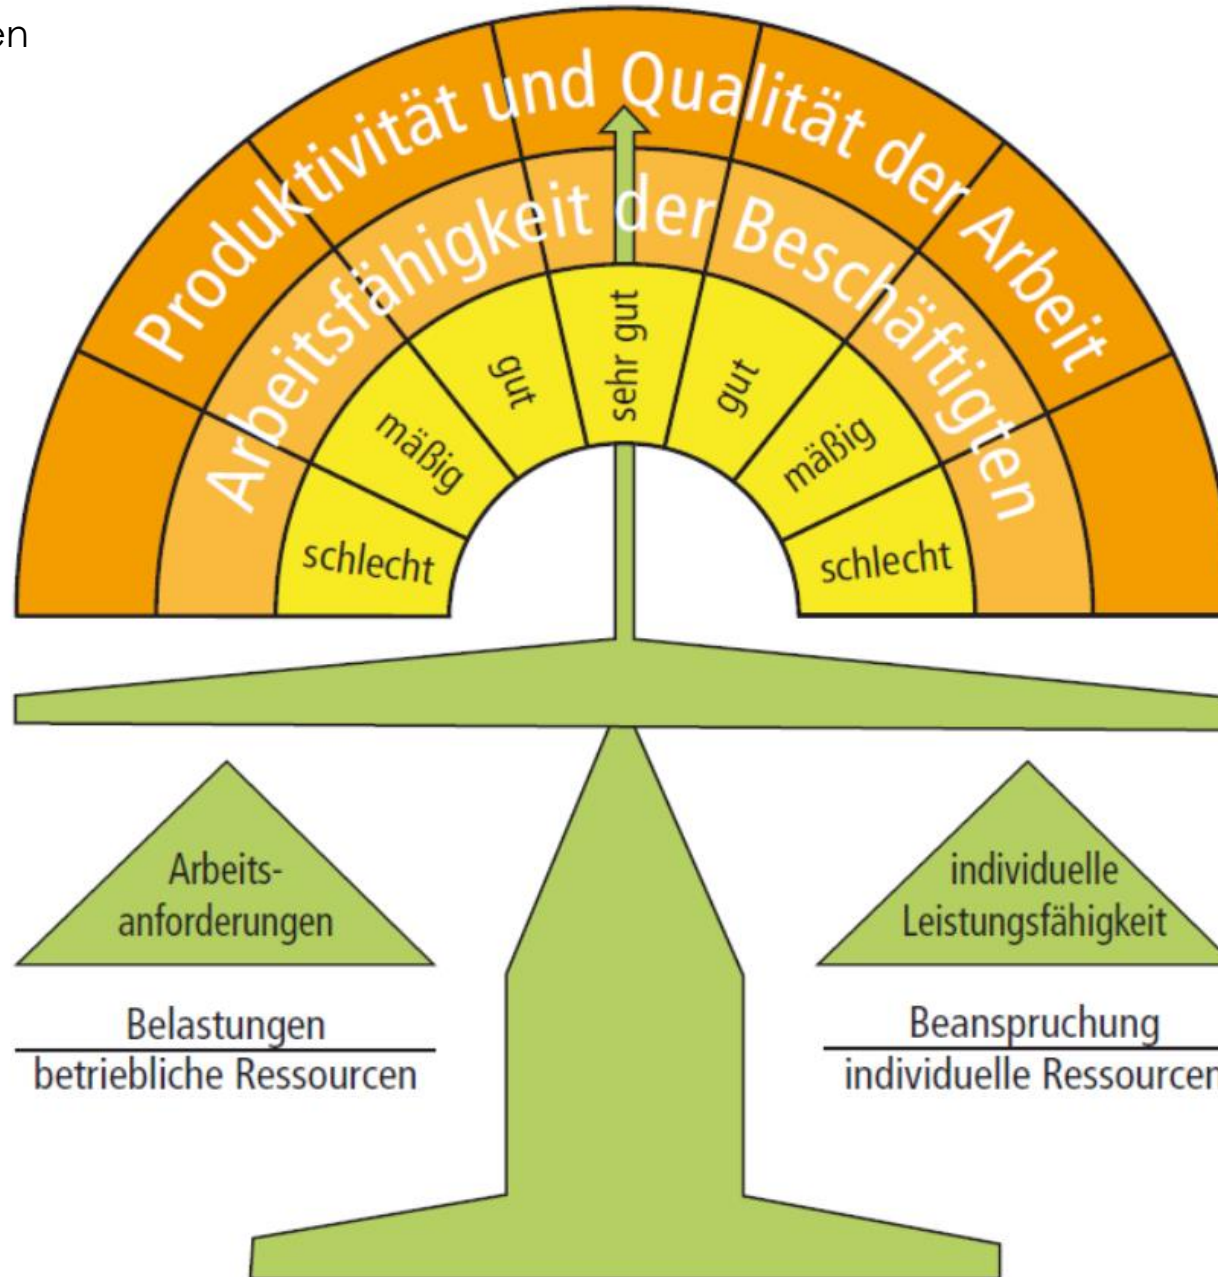 en
Produktivität und Qualität der Arbeit
Arbeitsfähigkeit der Beschäftigten
schlecht
mäßig
gut
sehr gut
gut
mäßig
schlecht
Arbeits-
anforderungen
individuelle
Leistungsfähigkeit
Belastungen
betriebliche Ressourcen
Beanspruchung
individuelle Ressourcen